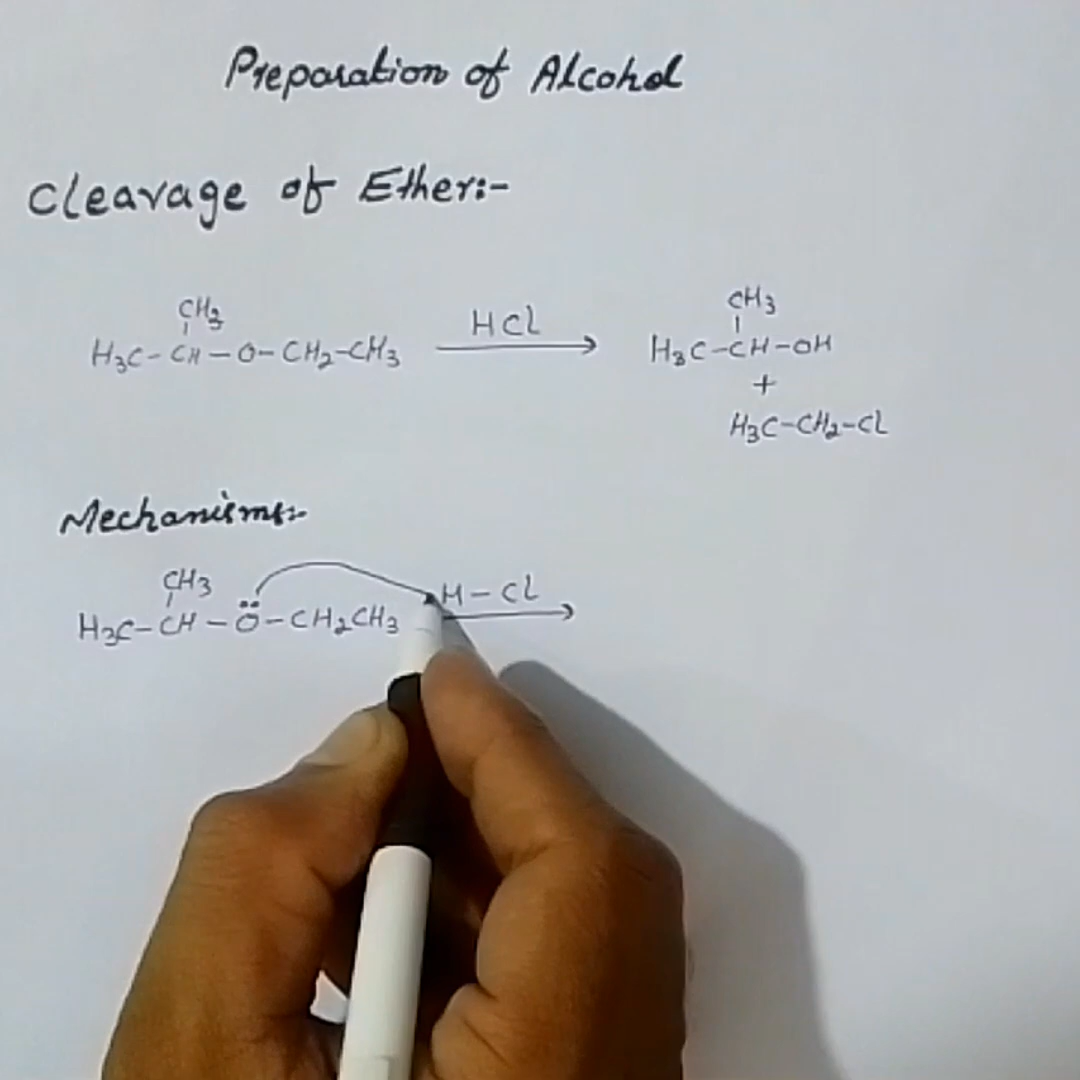 Preparation of Alcohol
Cleavage of Ether:-
CH3
H3C-CH-O-CH2-CH3
HCl
CH3
H3C-CH-OH
+
H3C-CH2-Cl
Mechanism:-
CH3
H3C-CH-Ö-CH2CH3
H-Cl